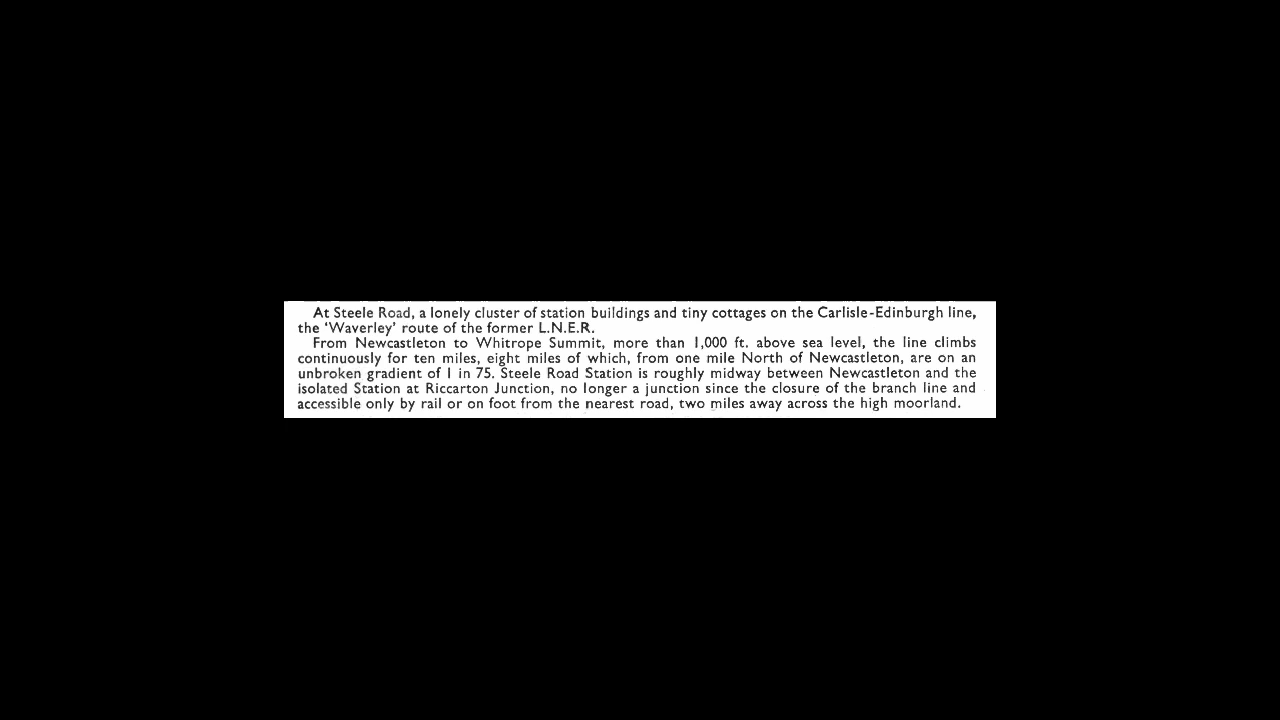 At Steele Road, a lonely cluster of station buildings and tiny cottages on the Carlisle-Edinburgh line,
the 'Waverley' route of the former L.N.E.R.
From Newcastleton to Whitrope Summit, more than 1,000 ft. above sea level, the line climbs
continuously for ten miles, eight miles of which, from one mile North of Newcastleton, are on an
unbroken gradient of 1 in 75. Steele Road Station is roughly midway between Newcastleton and the
isolated Station at Riccarton Junction, no longer a junction since the closure of the branch line and
accessible only by rail or on foot from the nearest road, two miles away across the high moorland.